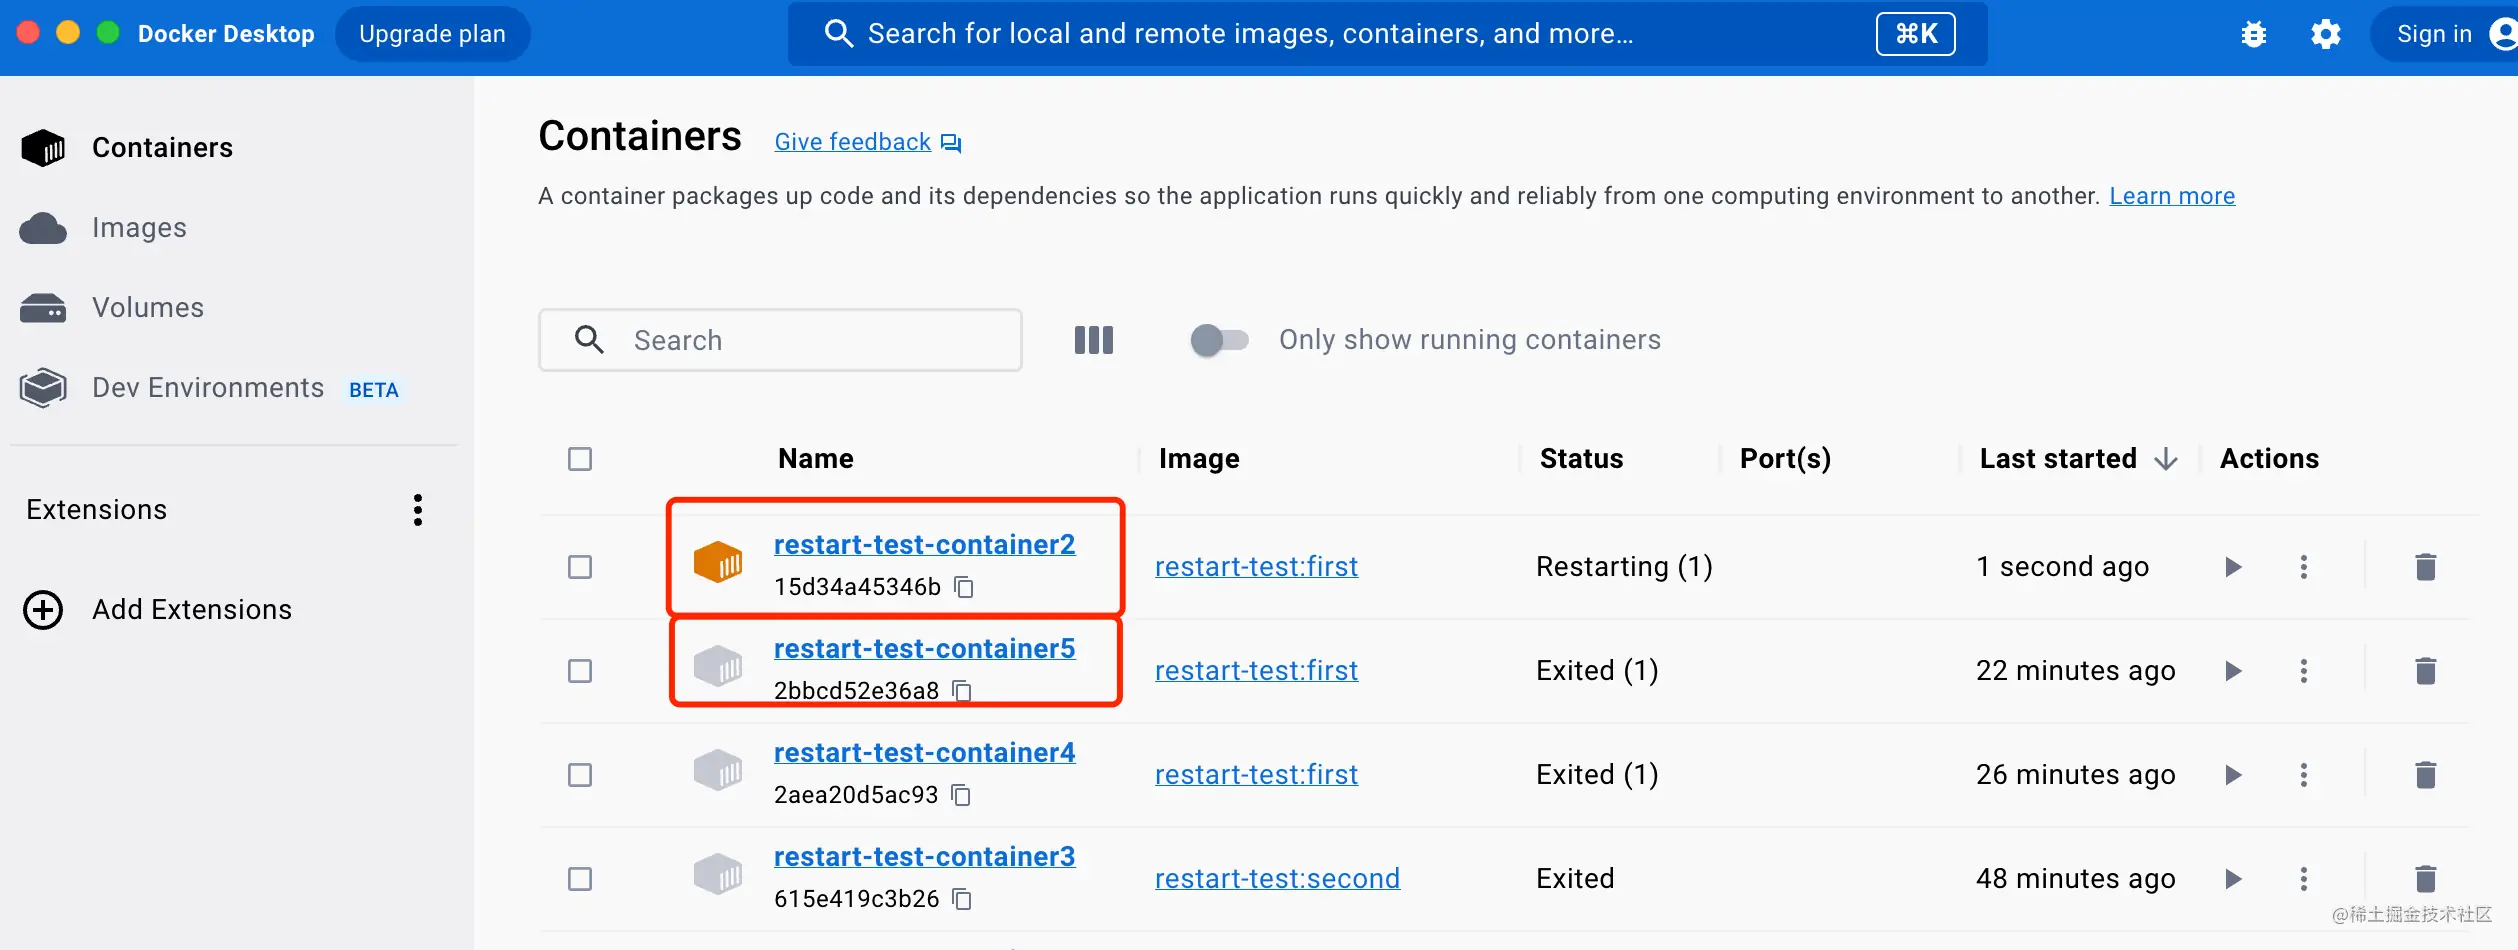 Docker Desktop Upgrade plan Search for local and remote images, containers, and more... ⌘K Sign in
Containers
Images
Volumes
Dev Environments BETA
Extensions
Add Extensions
Containers Give feedback
A container packages up code and its dependencies so the application runs quickly and reliably from one computing environment to another. Learn more
Search Only show running containers
Name Image Status Port(s) Last started Actions
restart-test-container2
15d34a45346b restart-test:first Restarting (1) 1 second ago
restart-test-container5
2bbcd52e36a8 restart-test:first Exited (1) 22 minutes ago
restart-test-container4
2aea20d5ac93 restart-test:first Exited (1) 26 minutes ago
restart-test-container3
615e419c3b26 restart-test:second Exited 48 minutes ago
@稀土掘金技术社区